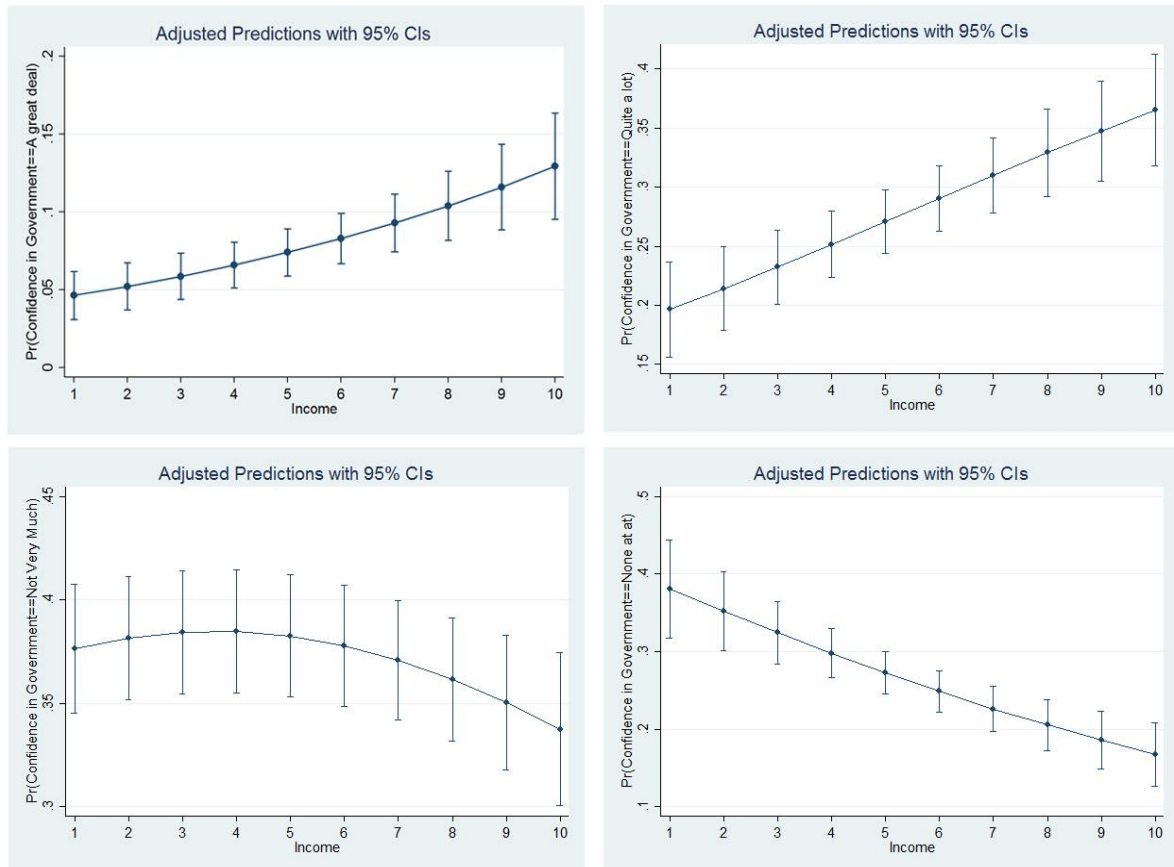 Adjusted Predictions with 95% CIs
Pr(Confidence in Government==A great deal)
.2
.15
.1
.05
0
1 2 3 4 5 6 7 8 9 10
Income
Adjusted Predictions with 95% CIs
Pr(Confidence in Government==Quite a lot)
.4
.35
.3
.25
.2
.15
1 2 3 4 5 6 7 8 9 10
Income
Adjusted Predictions with 95% CIs
Pr(Confidence in Government==Not Very Much)
.45
.4
.35
.3
1 2 3 4 5 6 7 8 9 10
Income
Adjusted Predictions with 95% CIs
Pr(Confidence in Government==None at at)
.5
.4
.3
.2
.1
1 2 3 4 5 6 7 8 9 10
Income